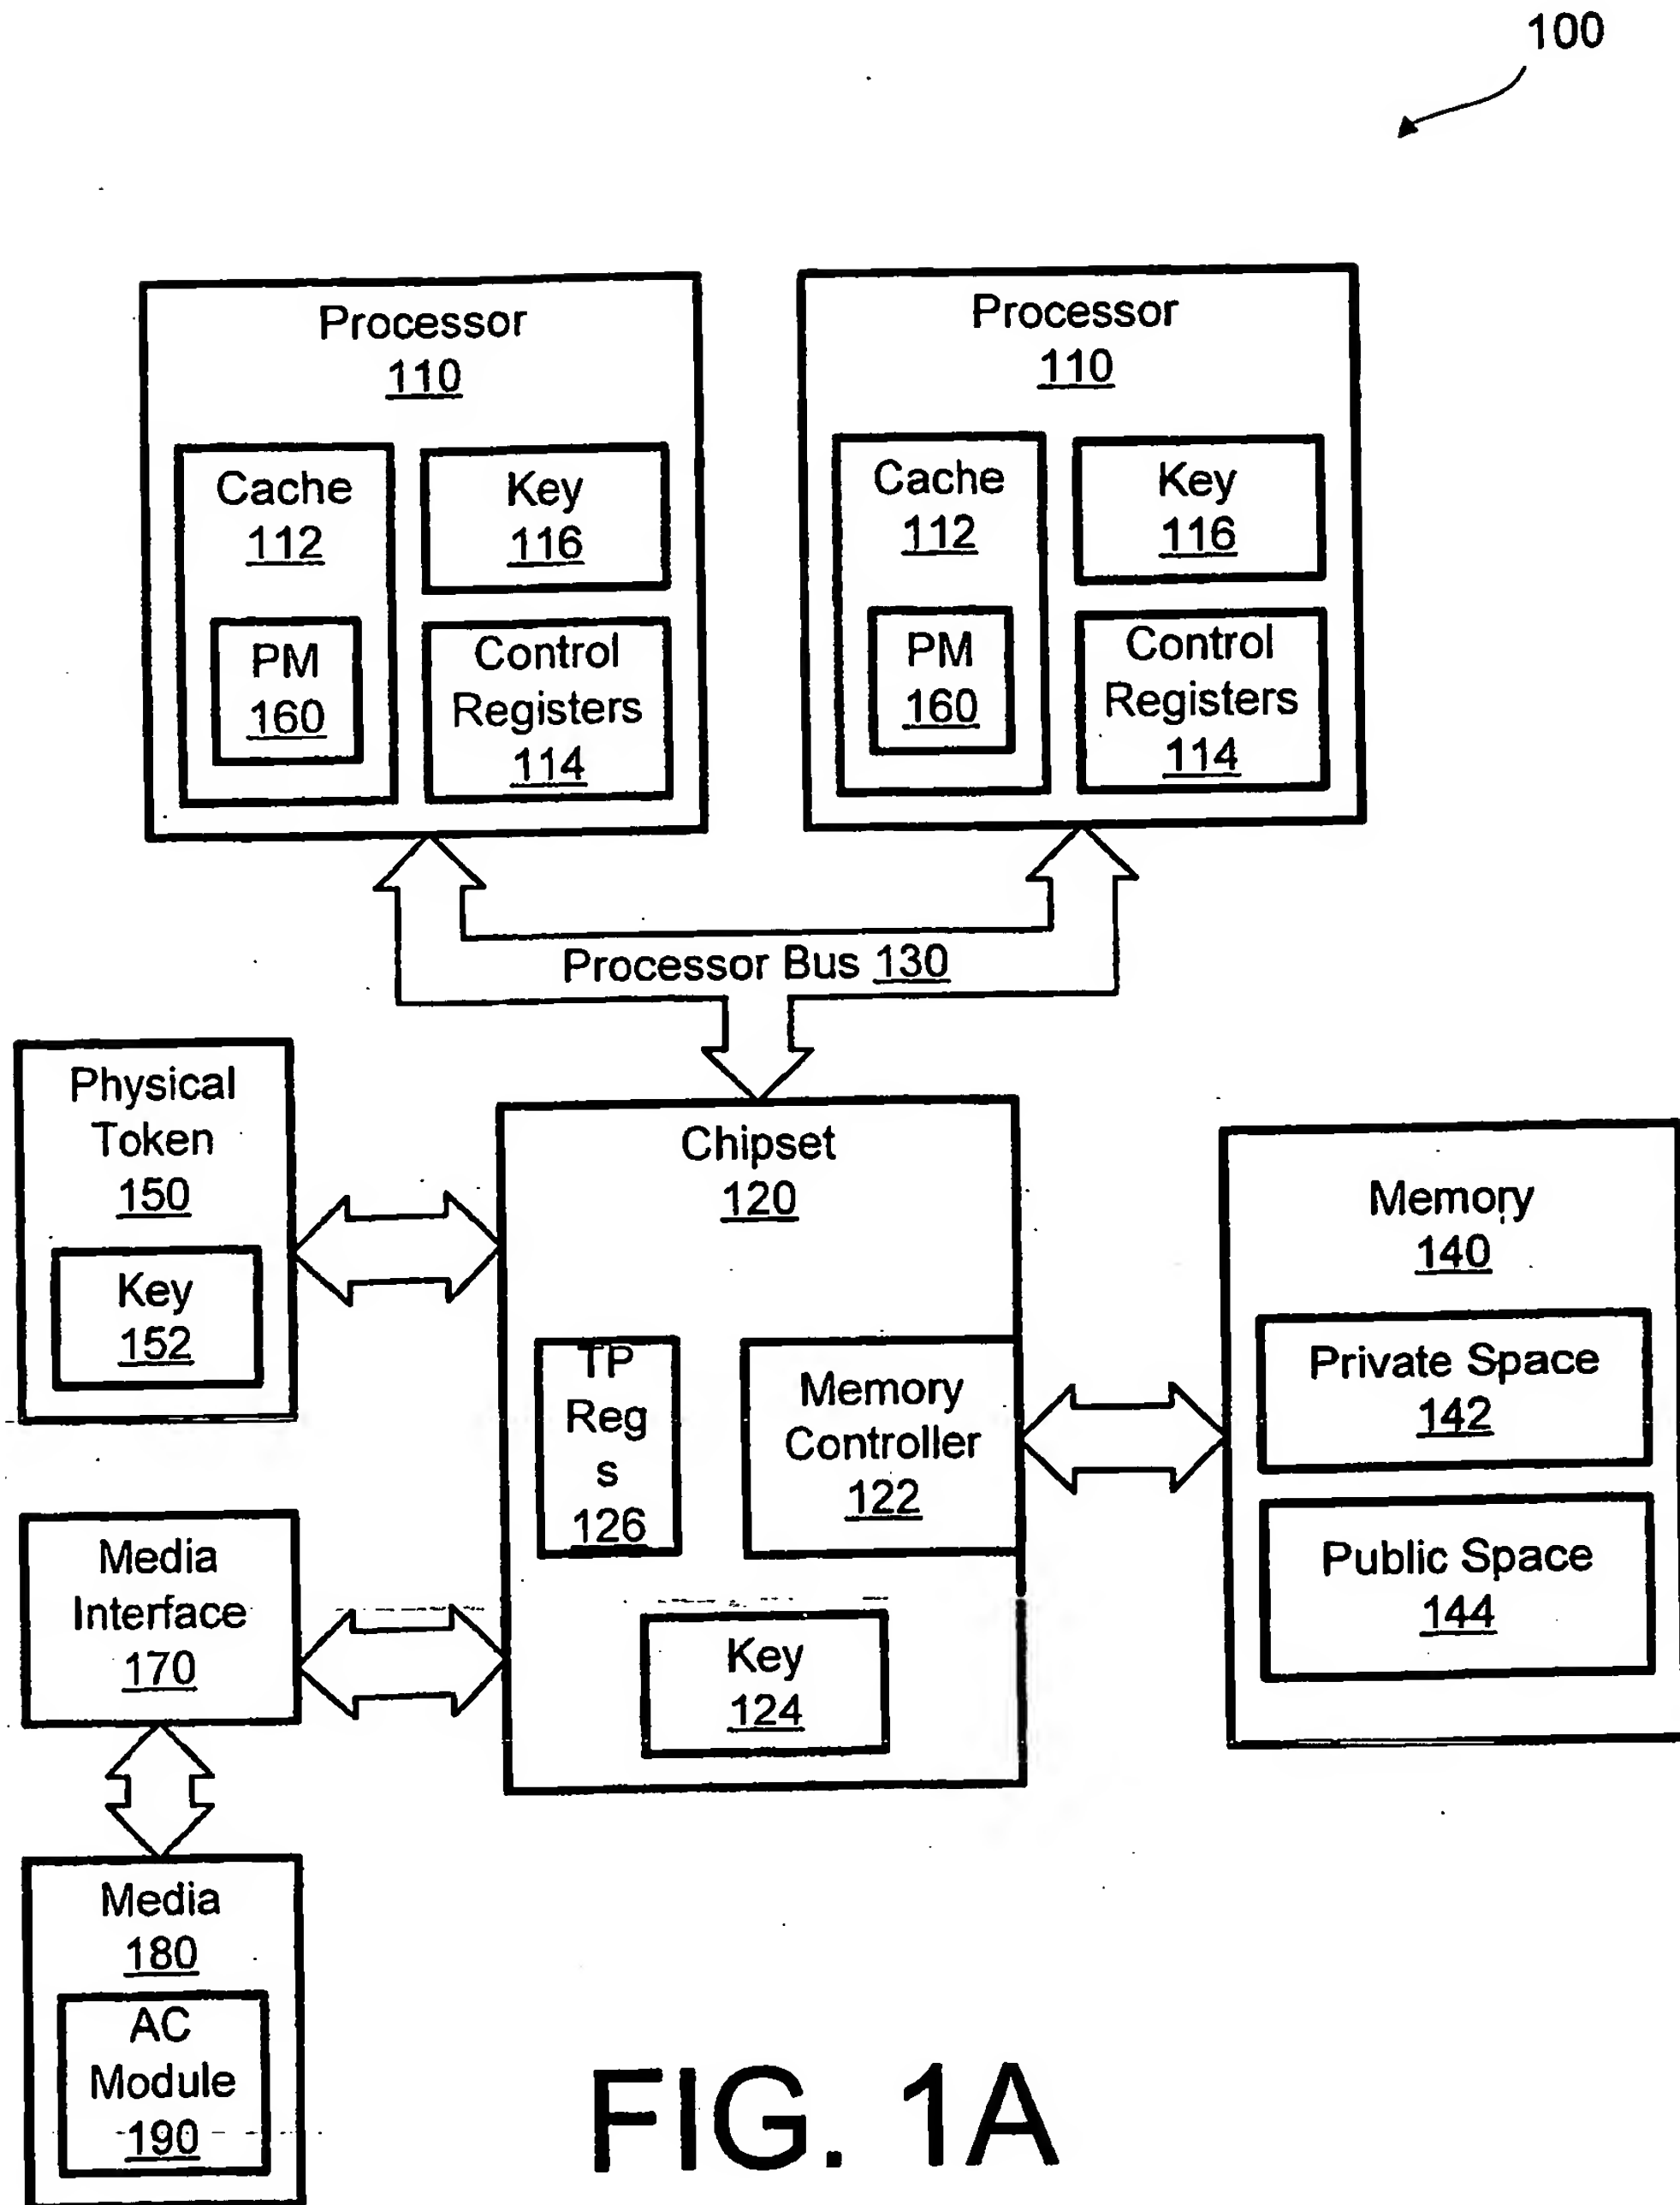 100
Processor
110
Cache
112
PM
160
Key
116
Control
Registers
114
Processor
110
Cache
112
PM
160
Key
116
Control
Registers
114
Processor Bus 130
Physical
Token
150
Key
152
Chipset
120
TP
Reg
s
126
Memory
Controller
122
Key
124
Memory
140
Private Space
142
Public Space
144
Media
Interface
170
Media
180
AC
Module
190
FIG. 1A